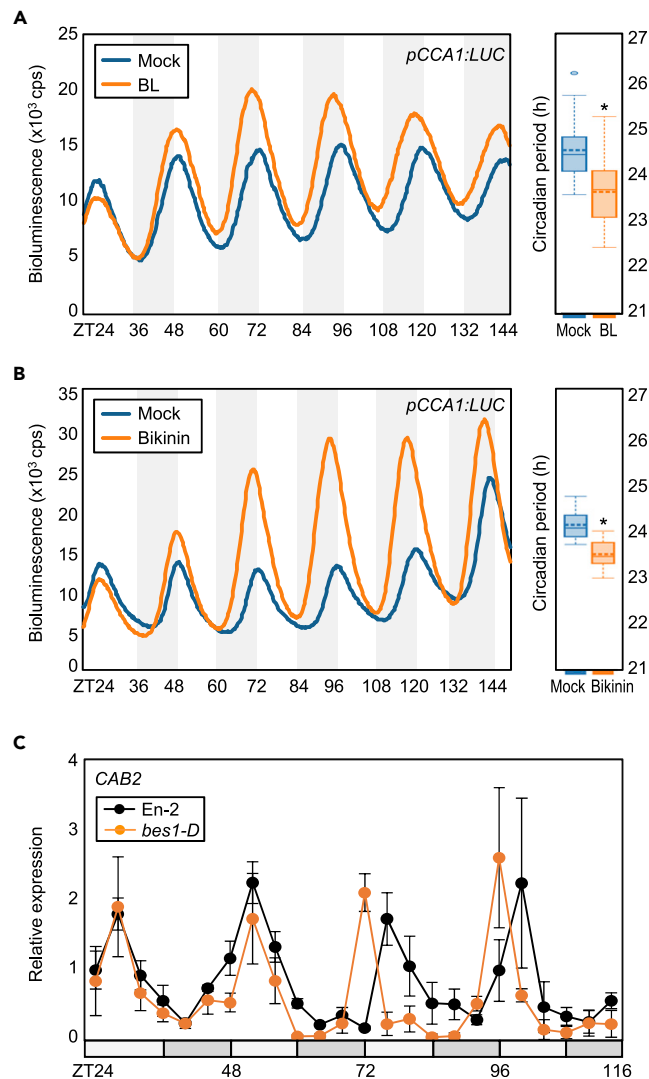 A
25
20
15
10
5
0
Bioluminescence (x10³ cps)
Mock
BL
pCCA1:LUC
ZT24 36 48 60 72 84 96 108 120 132 144
Circadian period (h)
*
27
26
25
24
23
22
21
Mock BL
B
35
30
25
20
15
10
5
0
Bioluminescence (x10³ cps)
Mock
Bikinin
pCCA1:LUC
ZT24 36 48 60 72 84 96 108 120 132 144
Circadian period (h)
*
27
26
25
24
23
22
21
Mock Bikinin
C
4
3
2
1
0
Relative expression
CAB2
En-2
bes1-D
ZT24 48 72 96 116